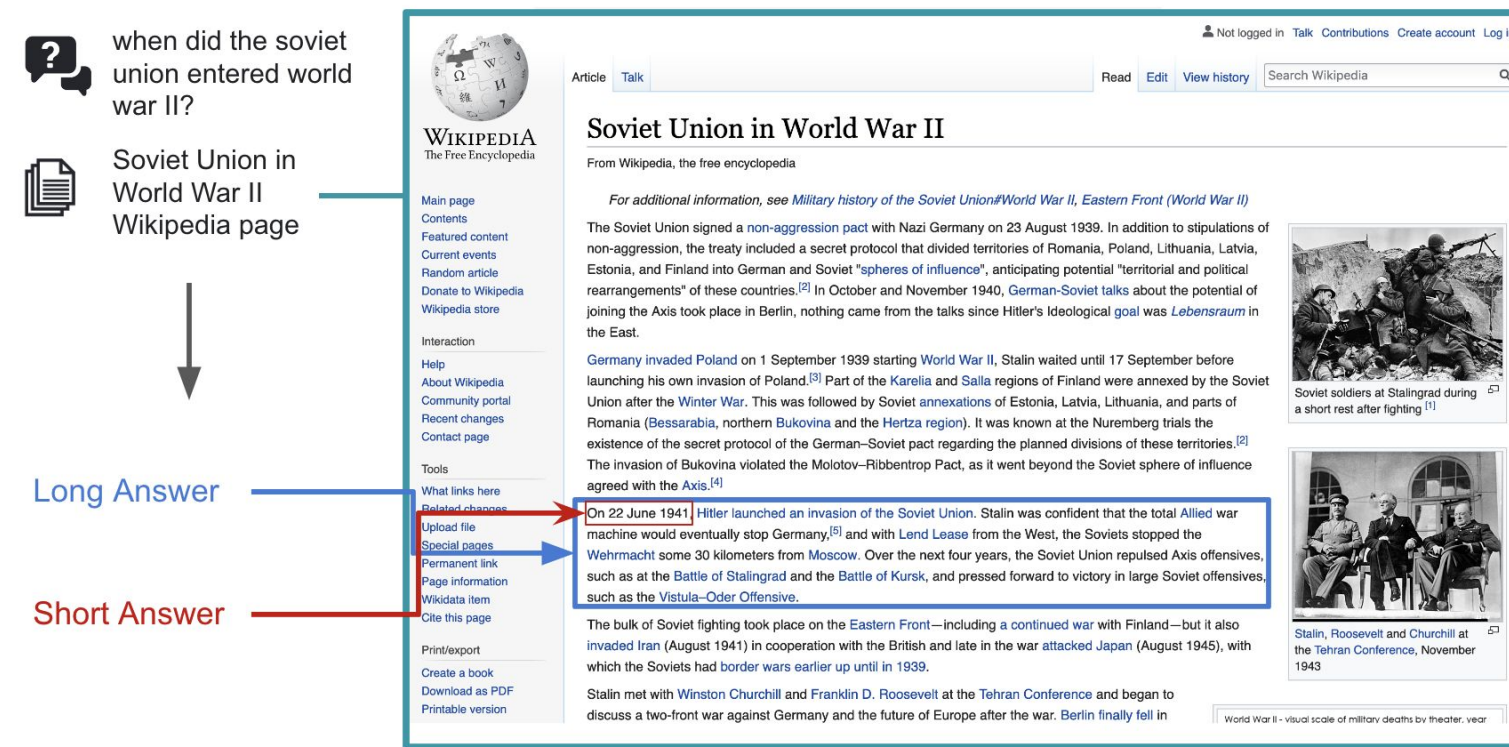 when did the soviet
union entered world
war II?
Soviet Union in
World War II
Wikipedia page
Long Answer
Short Answer
WIKIPEDIA
The Free Encyclopedia
Main page
Contents
Featured content
Current events
Random article
Donate to Wikipedia
Wikipedia store
Interaction
Help
About Wikipedia
Community portal
Recent changes
Contact page
Tools
What links here
Related changes
Upload file
Special pages
Permanent link
Page information
Wikidata item
Cite this page
Print/export
Create a book
Download as PDF
Printable version
Not logged in Talk Contributions Create account Log i
Article Talk
Read Edit View history Search Wikipedia
Soviet Union in World War II
From Wikipedia, the free encyclopedia
For additional information, see Military history of the Soviet Union#World War II, Eastern Front (World War II)
The Soviet Union signed a non-aggression pact with Nazi Germany on 23 August 1939. In addition to stipulations of
non-aggression, the treaty included a secret protocol that divided territories of Romania, Poland, Lithuania, Latvia,
Estonia, and Finland into German and Soviet "spheres of influence", anticipating potential "territorial and political
rearrangements" of these countries.[2] In October and November 1940, German-Soviet talks about the potential of
joining the Axis took place in Berlin, nothing came from the talks since Hitler's Ideological goal was Lebensraum in
the East.
Germany invaded Poland on 1 September 1939 starting World War II, Stalin waited until 17 September before
launching his own invasion of Poland.[3] Part of the Karelia and Salla regions of Finland were annexed by the Soviet
Union after the Winter War. This was followed by Soviet annexations of Estonia, Latvia, Lithuania, and parts of
Romania (Bessarabia, northern Bukovina and the Hertza region). It was known at the Nuremberg trials the
existence of the secret protocol of the German–Soviet pact regarding the planned divisions of these territories.[2]
The invasion of Bukovina violated the Molotov–Ribbentrop Pact, as it went beyond the Soviet sphere of influence
agreed with the Axis.[4]
On 22 June 1941, Hitler launched an invasion of the Soviet Union. Stalin was confident that the total Allied war
machine would eventually stop Germany,[5] and with Lend Lease from the West, the Soviets stopped the
Wehrmacht some 30 kilometers from Moscow. Over the next four years, the Soviet Union repulsed Axis offensives,
such as at the Battle of Stalingrad and the Battle of Kursk, and pressed forward to victory in large Soviet offensives,
such as the Vistula–Oder Offensive.
The bulk of Soviet fighting took place on the Eastern Front—including a continued war with Finland—but it also
invaded Iran (August 1941) in cooperation with the British and late in the war attacked Japan (August 1945), with
which the Soviets had border wars earlier up until in 1939.
Stalin met with Winston Churchill and Franklin D. Roosevelt at the Tehran Conference and began to
discuss a two-front war against Germany and the future of Europe after the war. Berlin finally fell in
Soviet soldiers at Stalingrad during
a short rest after fighting [1]
Stalin, Roosevelt and Churchill at
the Tehran Conference, November
1943
World War II - visual scale of military deaths by theater, year